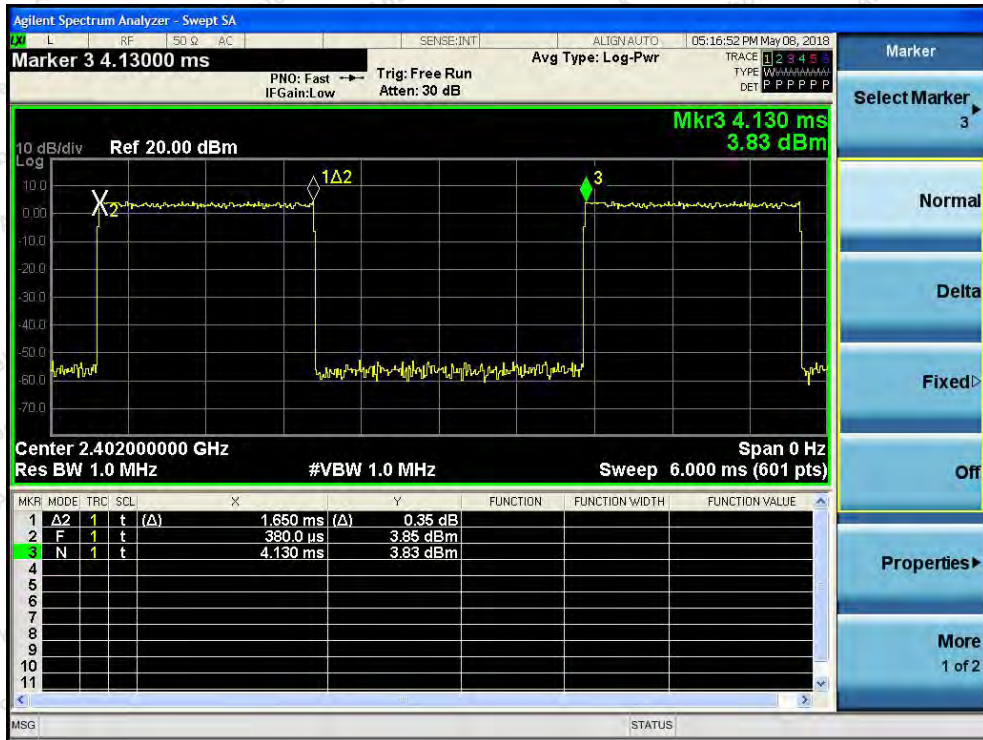 Agilent Spectrum Analyzer - Swept SA
LXI L RF 50 Ω AC SENSE:INT ALIGN AUTO 05:16:52 PM May 08, 2018
Marker 3 4.13000 ms
PNO: Fast
IFGain:Low
Trig: Free Run
Atten: 30 dB
Avg Type: Log-Pwr
TRACE 1 2 3 4 5 6
TYPE W
DET P P P P P P
Mkr3 4.130 ms
3.83 dBm
10 dB/div Ref 20.00 dBm
Log
10.0
0.00
-10.0
-20.0
-30.0
-40.0
-50.0
-60.0
-70.0
2
1Δ2
3
Center 2.402000000 GHz Span 0 Hz
Res BW 1.0 MHz #VBW 1.0 MHz Sweep 6.000 ms (601 pts)
MKR MODE TRC SCL X Y FUNCTION FUNCTION WIDTH FUNCTION VALUE
1 Δ2 1 t (Δ) 1.650 ms (Δ) 0.35 dB
2 F 1 t 380.0 µs 3.85 dBm
3 N 1 t 4.130 ms 3.83 dBm
4
5
6
7
8
9
10
11
MSG STATUS
Marker
Select Marker
3
Normal
Delta
Fixed
Off
Properties
More
1 of 2